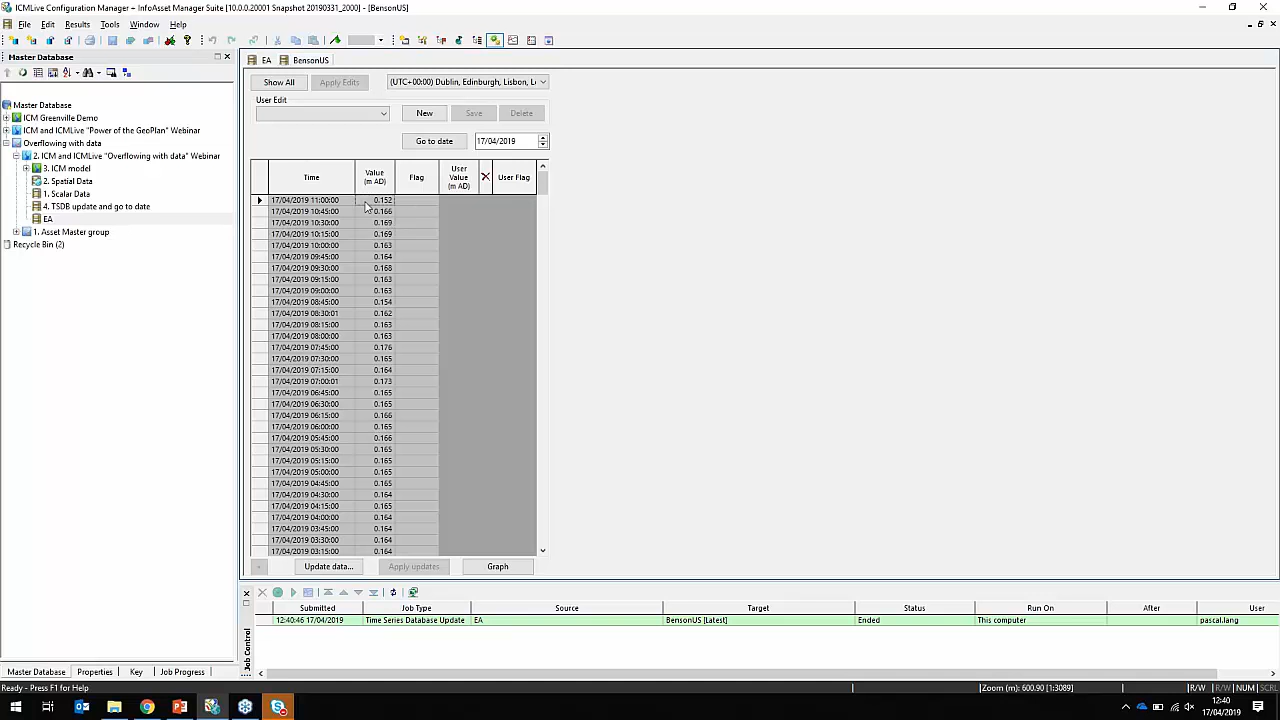 ICMLive Configuration Manager + InfoAsset Manager Suite [10.0.0.20001 Snapshot 20190331_2000] - [BensonUS]
File Edit Results Tools Window Help
Master Database
EA BensonUS
Show All Apply Edits (UTC+00:00) Dublin, Edinburgh, Lisbon, L
User Edit
New Save Delete
Go to date 17/04/2019
Master Database
ICM Greenville Demo
ICM and ICMLive "Power of the GeoPlan" Webinar
Overflowing with data
2. ICM and ICMLive "Overflowing with data" Webinar
3. ICM model
2. Spatial Data
1. Scalar Data
4. TSDB update and go to date
EA
1. Asset Master group
Recycle Bin (2)
Time Value (m AD) Flag User Value (m AD) User Flag
17/04/2019 11:00:00 0.152
17/04/2019 10:45:00 0.166
17/04/2019 10:30:00 0.169
17/04/2019 10:15:00 0.169
17/04/2019 10:00:00 0.163
17/04/2019 09:45:00 0.164
17/04/2019 09:30:00 0.168
17/04/2019 09:15:00 0.163
17/04/2019 09:00:00 0.163
17/04/2019 08:45:00 0.154
17/04/2019 08:30:01 0.162
17/04/2019 08:15:00 0.163
17/04/2019 08:00:00 0.163
17/04/2019 07:45:00 0.176
17/04/2019 07:30:00 0.165
17/04/2019 07:15:00 0.164
17/04/2019 07:00:01 0.173
17/04/2019 06:45:00 0.165
17/04/2019 06:30:00 0.165
17/04/2019 06:15:00 0.166
17/04/2019 06:00:00 0.165
17/04/2019 05:45:00 0.166
17/04/2019 05:30:00 0.165
17/04/2019 05:15:00 0.165
17/04/2019 05:00:00 0.165
17/04/2019 04:45:00 0.165
17/04/2019 04:30:00 0.164
17/04/2019 04:15:00 0.165
17/04/2019 04:00:00 0.164
17/04/2019 03:45:00 0.164
17/04/2019 03:30:00 0.164
17/04/2019 03:15:00 0.164
Update data... Apply updates Graph
Job Control
Submitted Job Type Source Target Status Run On After User
12:40:46 17/04/2019 Time Series Database Update EA BensonUS [Latest] Ended This computer pascal.lang
Master Database Properties Key Job Progress
Ready - Press F1 for Help Zoom (m): 600.90 [1:3089] R/W R/W NUM SCRL
12:40
17/04/2019